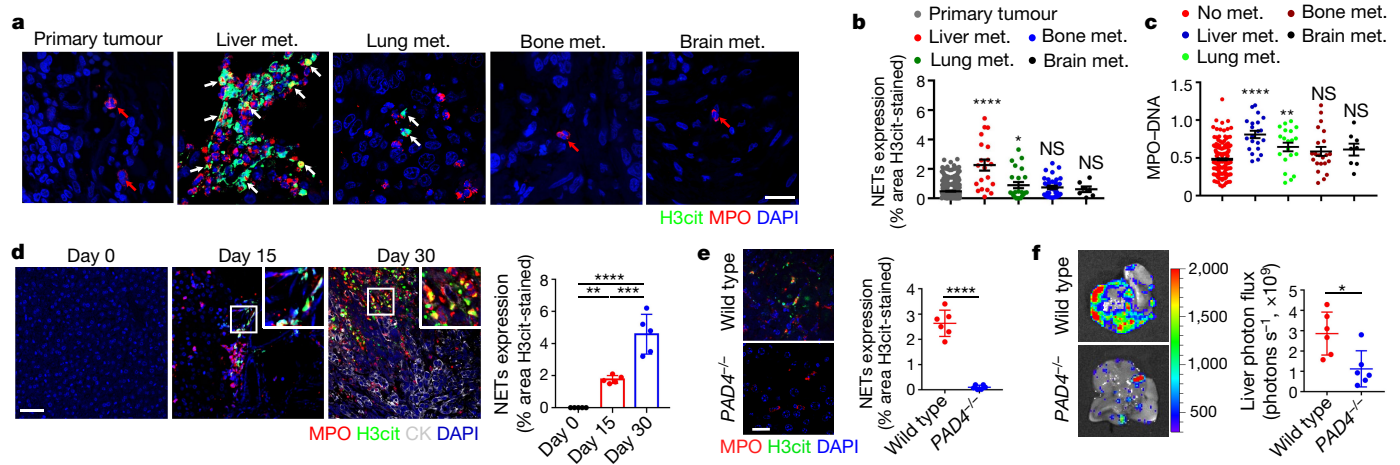 a
Primary tumour Liver met. Lung met. Bone met. Brain met.
H3cit MPO DAPI
b
Primary tumour
Liver met. Bone met.
Lung met. Brain met.
NETs expression
(% area H3cit-stained)
8
6
4
2
0
**** * NS NS
c
No met. Bone met.
Liver met. Brain met.
Lung met.
MPO–DNA
1.5
1.0
0.5
0
**** ** NS NS
d
Day 0 Day 15 Day 30
MPO H3cit CK DAPI
NETs expression
(% area H3cit-stained)
8
6
4
2
0
****
** ***
Day 0 Day 15 Day 30
e
Wild type
PAD4–/–
MPO H3cit DAPI
NETs expression
(% area H3cit-stained)
4
3
2
1
0
****
Wild type PAD4–/–
f
Wild type
PAD4–/–
2,000
1,500
1,000
500
Liver photon flux
(photons s–1, ×109)
5
4
3
2
1
0
*
Wild type PAD4–/–